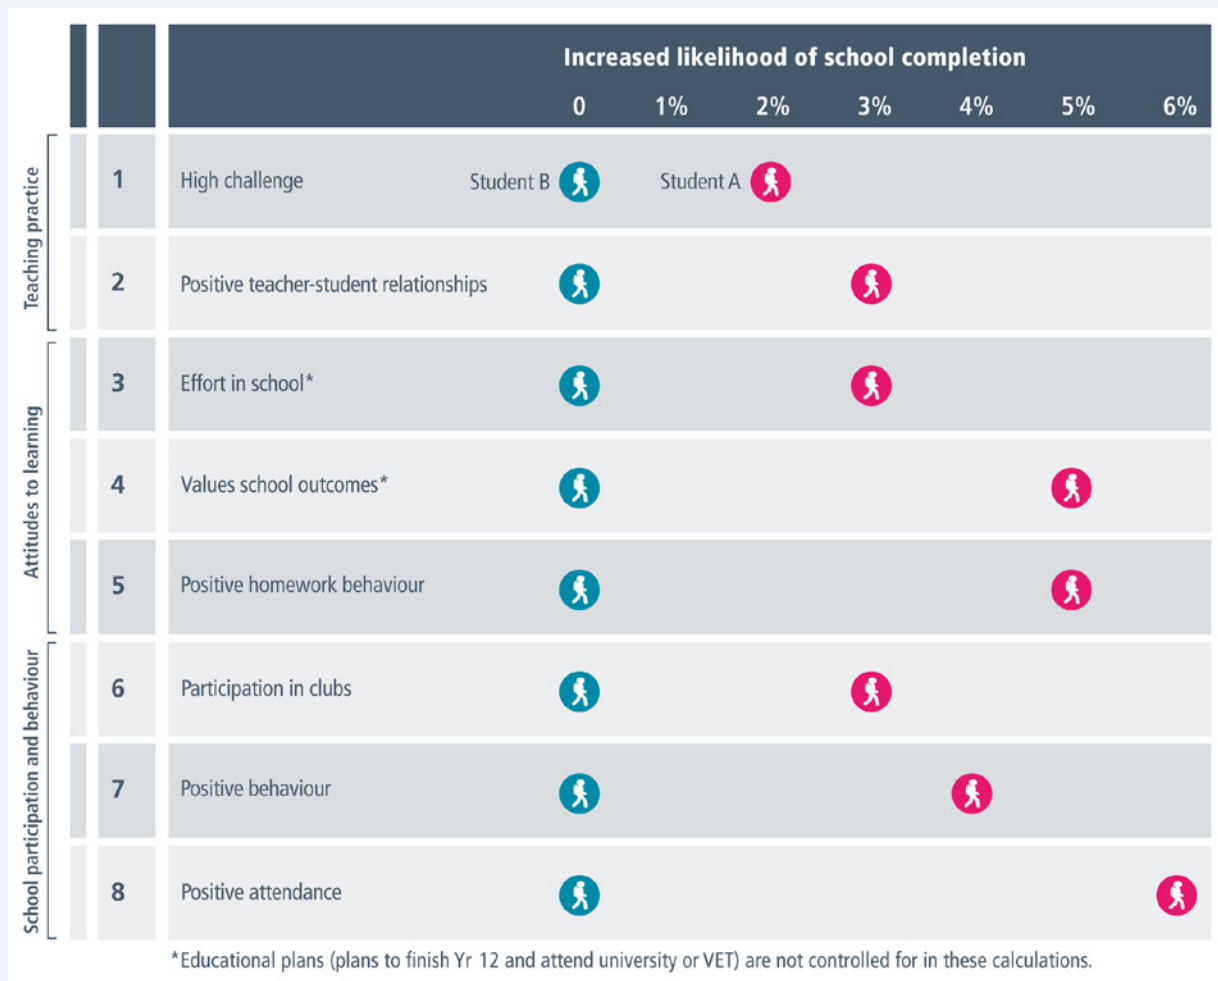 Increased likelihood of school completion
0 1% 2% 3% 4% 5% 6%
Teaching practice
1 High challenge Student B Student A
2 Positive teacher-student relationships
Attitudes to learning
3 Effort in school*
4 Values school outcomes*
5 Positive homework behaviour
School participation and behaviour
6 Participation in clubs
7 Positive behaviour
8 Positive attendance
*Educational plans (plans to finish Yr 12 and attend university or VET) are not controlled for in these calculations.